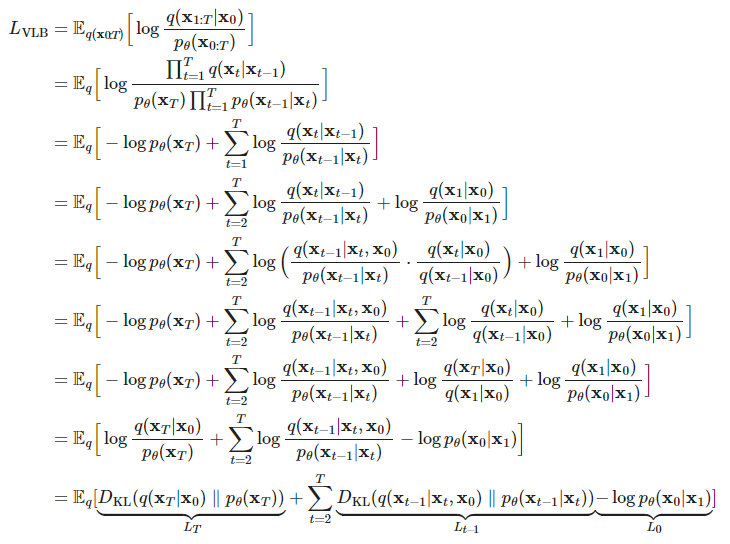 L_VLB = 𝔼_{q(𝐱_{0:T})}[ log q(𝐱_{1:T}|𝐱_0) / p_θ(𝐱_{0:T}) ]
= 𝔼_q[ log ∏_{t=1}^T q(𝐱_t|𝐱_{t−1}) / (p_θ(𝐱_T) ∏_{t=1}^T p_θ(𝐱_{t−1}|𝐱_t)) ]
= 𝔼_q[ − log p_θ(𝐱_T) + ∑_{t=1}^T log q(𝐱_t|𝐱_{t−1}) / p_θ(𝐱_{t−1}|𝐱_t) ]
= 𝔼_q[ − log p_θ(𝐱_T) + ∑_{t=2}^T log q(𝐱_t|𝐱_{t−1}) / p_θ(𝐱_{t−1}|𝐱_t) + log q(𝐱_1|𝐱_0) / p_θ(𝐱_0|𝐱_1) ]
= 𝔼_q[ − log p_θ(𝐱_T) + ∑_{t=2}^T log ( q(𝐱_{t−1}|𝐱_t, 𝐱_0) / p_θ(𝐱_{t−1}|𝐱_t) · q(𝐱_t|𝐱_0) / q(𝐱_{t−1}|𝐱_0) ) + log q(𝐱_1|𝐱_0) / p_θ(𝐱_0|𝐱_1) ]
= 𝔼_q[ − log p_θ(𝐱_T) + ∑_{t=2}^T log q(𝐱_{t−1}|𝐱_t, 𝐱_0) / p_θ(𝐱_{t−1}|𝐱_t) + ∑_{t=2}^T log q(𝐱_t|𝐱_0) / q(𝐱_{t−1}|𝐱_0) + log q(𝐱_1|𝐱_0) / p_θ(𝐱_0|𝐱_1) ]
= 𝔼_q[ − log p_θ(𝐱_T) + ∑_{t=2}^T log q(𝐱_{t−1}|𝐱_t, 𝐱_0) / p_θ(𝐱_{t−1}|𝐱_t) + log q(𝐱_T|𝐱_0) / q(𝐱_1|𝐱_0) + log q(𝐱_1|𝐱_0) / p_θ(𝐱_0|𝐱_1) ]
= 𝔼_q[ log q(𝐱_T|𝐱_0) / p_θ(𝐱_T) + ∑_{t=2}^T log q(𝐱_{t−1}|𝐱_t, 𝐱_0) / p_θ(𝐱_{t−1}|𝐱_t) − log p_θ(𝐱_0|𝐱_1) ]
= 𝔼_q[ D_KL(q(𝐱_T|𝐱_0) ∥ p_θ(𝐱_T)) + ∑_{t=2}^T D_KL(q(𝐱_{t−1}|𝐱_t, 𝐱_0) ∥ p_θ(𝐱_{t−1}|𝐱_t)) − log p_θ(𝐱_0|𝐱_1) ]
L_T L_{t−1} L_0